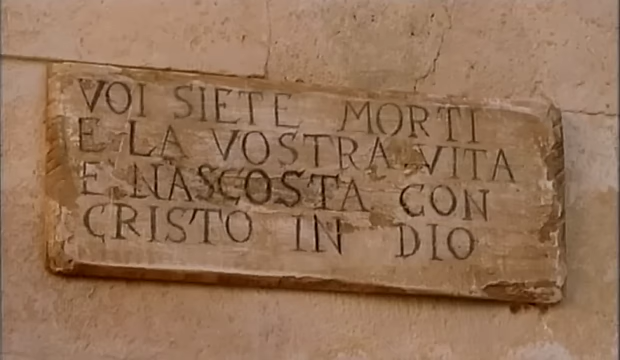 VOI SIETE MORTI
E LA VOSTRA VITA
E NASCOSTA CON
CRISTO IN DIO